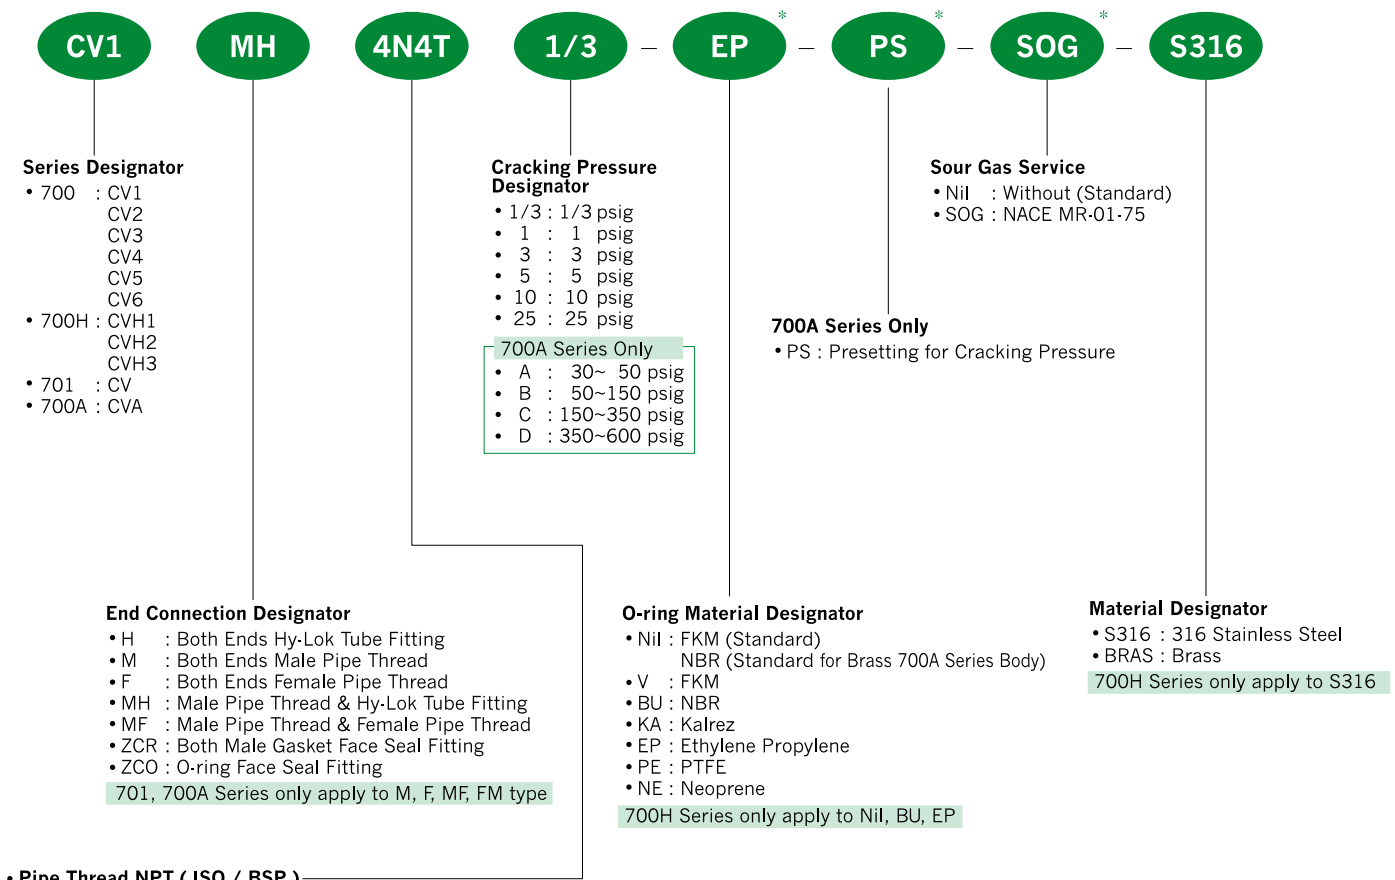 CV1 MH 4N4T 1/3 – EP* – PS* – SOG* – S316
Series Designator
• 700 : CV1
CV2
CV3
CV4
CV5
CV6
• 700H : CVH1
CVH2
CVH3
• 701 : CV
• 700A : CVA
Cracking Pressure
Designator
• 1/3 : 1/3 psig
• 1 : 1 psig
• 3 : 3 psig
• 5 : 5 psig
• 10 : 10 psig
• 25 : 25 psig
700A Series Only
• A : 30~ 50 psig
• B : 50~150 psig
• C : 150~350 psig
• D : 350~600 psig
Sour Gas Service
• Nil : Without (Standard)
• SOG : NACE MR-01-75
700A Series Only
• PS : Presetting for Cracking Pressure
End Connection Designator
• H : Both Ends Hy-Lok Tube Fitting
• M : Both Ends Male Pipe Thread
• F : Both Ends Female Pipe Thread
• MH : Male Pipe Thread & Hy-Lok Tube Fitting
• MF : Male Pipe Thread & Female Pipe Thread
• ZCR : Both Male Gasket Face Seal Fitting
• ZCO : O-ring Face Seal Fitting
701, 700A Series only apply to M, F, MF, FM type
O-ring Material Designator
• Nil : FKM (Standard)
NBR (Standard for Brass 700A Series Body)
• V : FKM
• BU : NBR
• KA : Kalrez
• EP : Ethylene Propylene
• PE : PTFE
• NE : Neoprene
700H Series only apply to Nil, BU, EP
Material Designator
• S316 : 316 Stainless Steel
• BRAS : Brass
700H Series only apply to S316
• Pipe Thread NPT ( ISO / BSP )